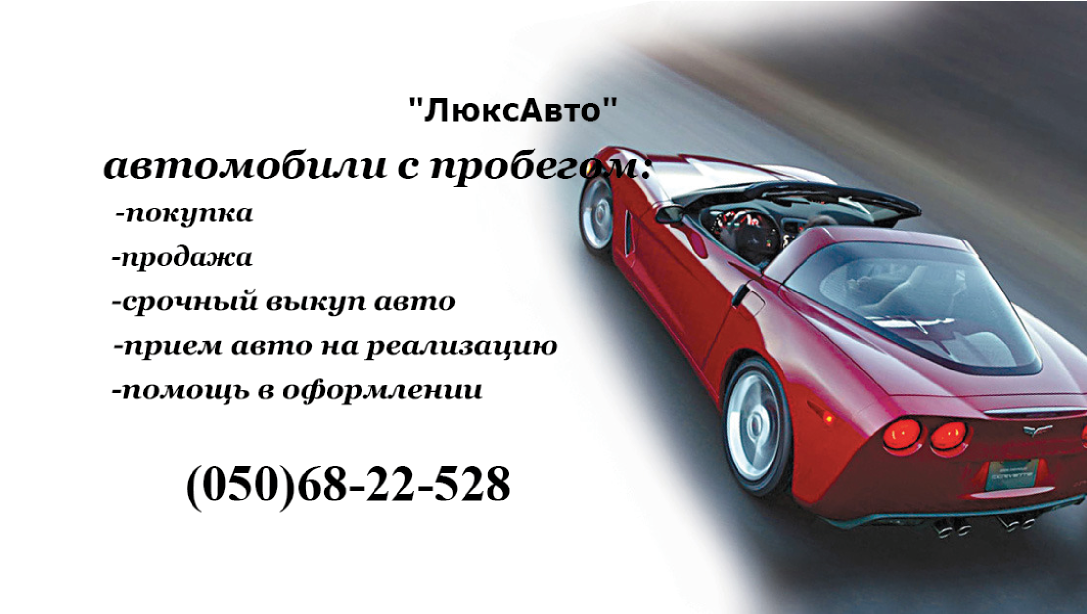 "ЛюксАвто"
автомобили с пробегом:
-покупка
-продажа
-срочный выкуп авто
-прием авто на реализацию
-помощь в оформлении
(050)68-22-528